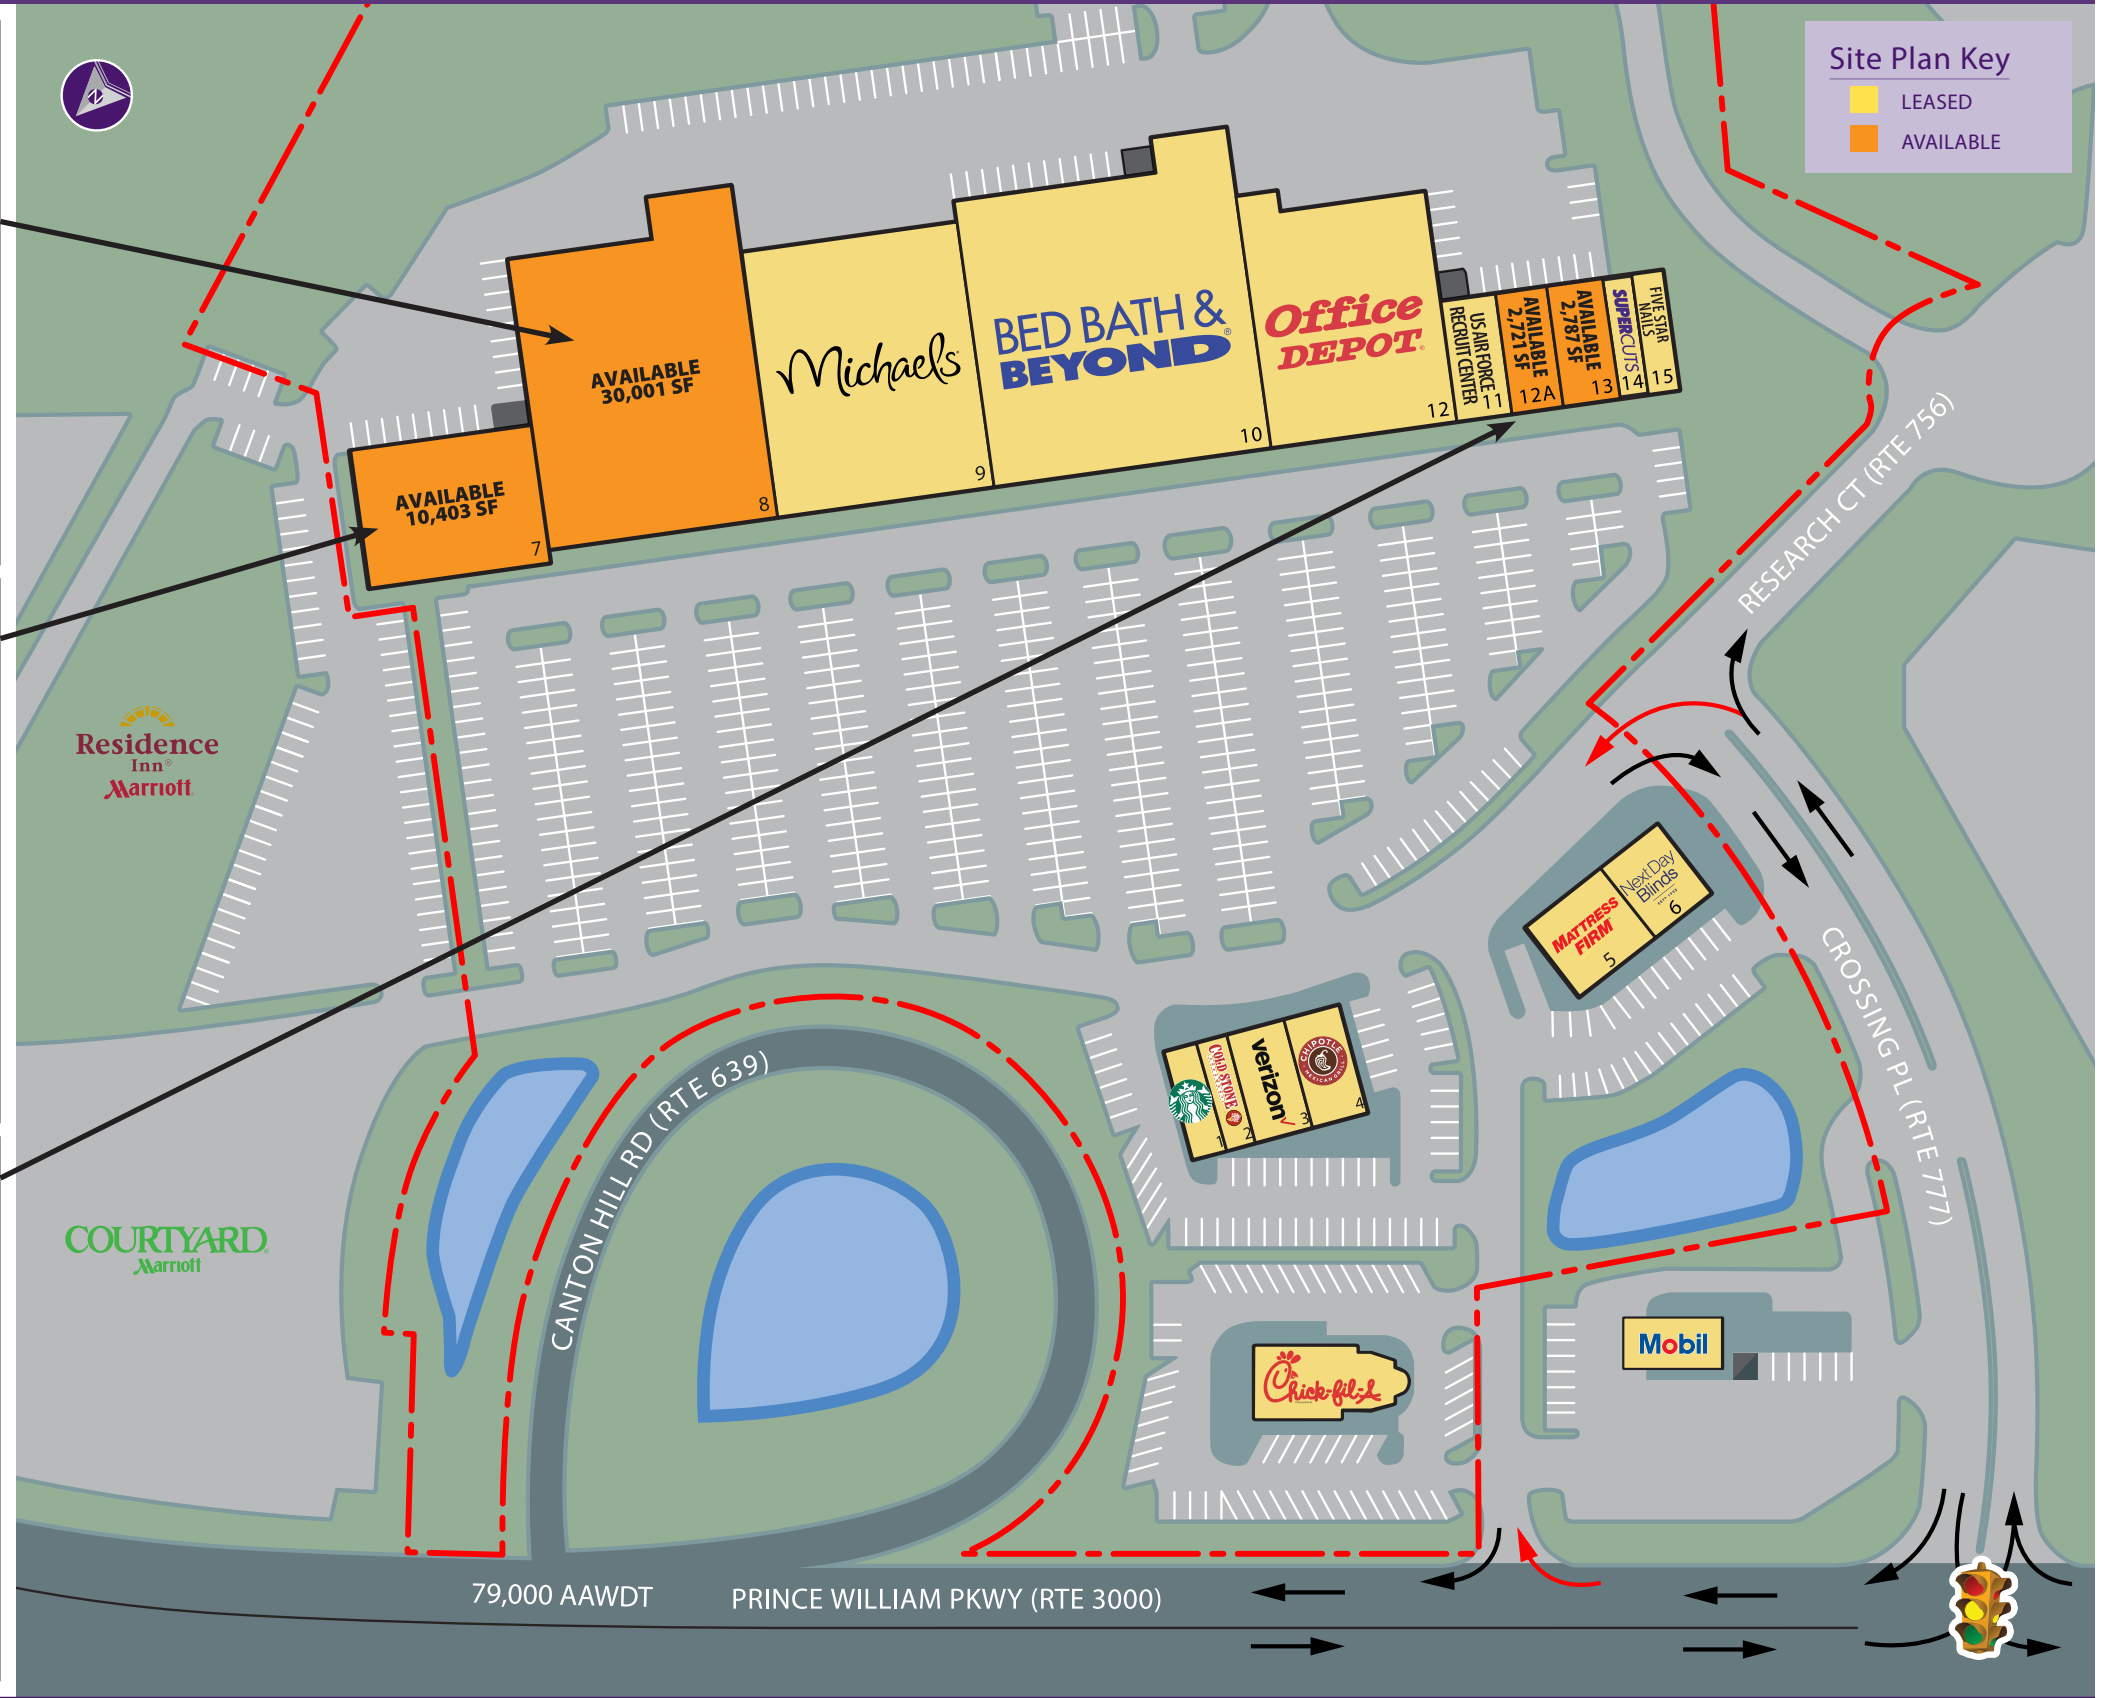 Site Plan Key
LEASED
AVAILABLE
AVAILABLE
30,001 SF
8
AVAILABLE
10,403 SF
7
Michaels
9
BED BATH &
BEYOND®
10
Office
DEPOT
12
US AIR FORCE
RECRUIT CENTER
11
AVAILABLE
2,721 SF
12A
AVAILABLE
2,787 SF
13
SUPERCUTS
14
FIVE STAR
NAILS
15
RESEARCH CT (RTE 756)
Residence
Inn®
Marriott
MATTRESS
FIRM
5
Next Day
Blinds
6
CROSSING PL (RTE 777)
COLD STONE
verizon
CHIPOTLE
MEXICAN GRILL
1
2
3
4
CANTON HILL RD (RTE 639)
COURTYARD
Marriott
Mobil
Chick-fil-A
79,000 AAWDT
PRINCE WILLIAM PKWY (RTE 3000)